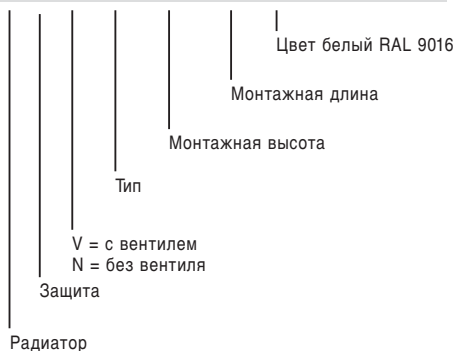 Цвет белый RAL 9016
Монтажная длина
Монтажная высота
Тип
V = с вентилем
N = без вентиля
Защита
Радиатор